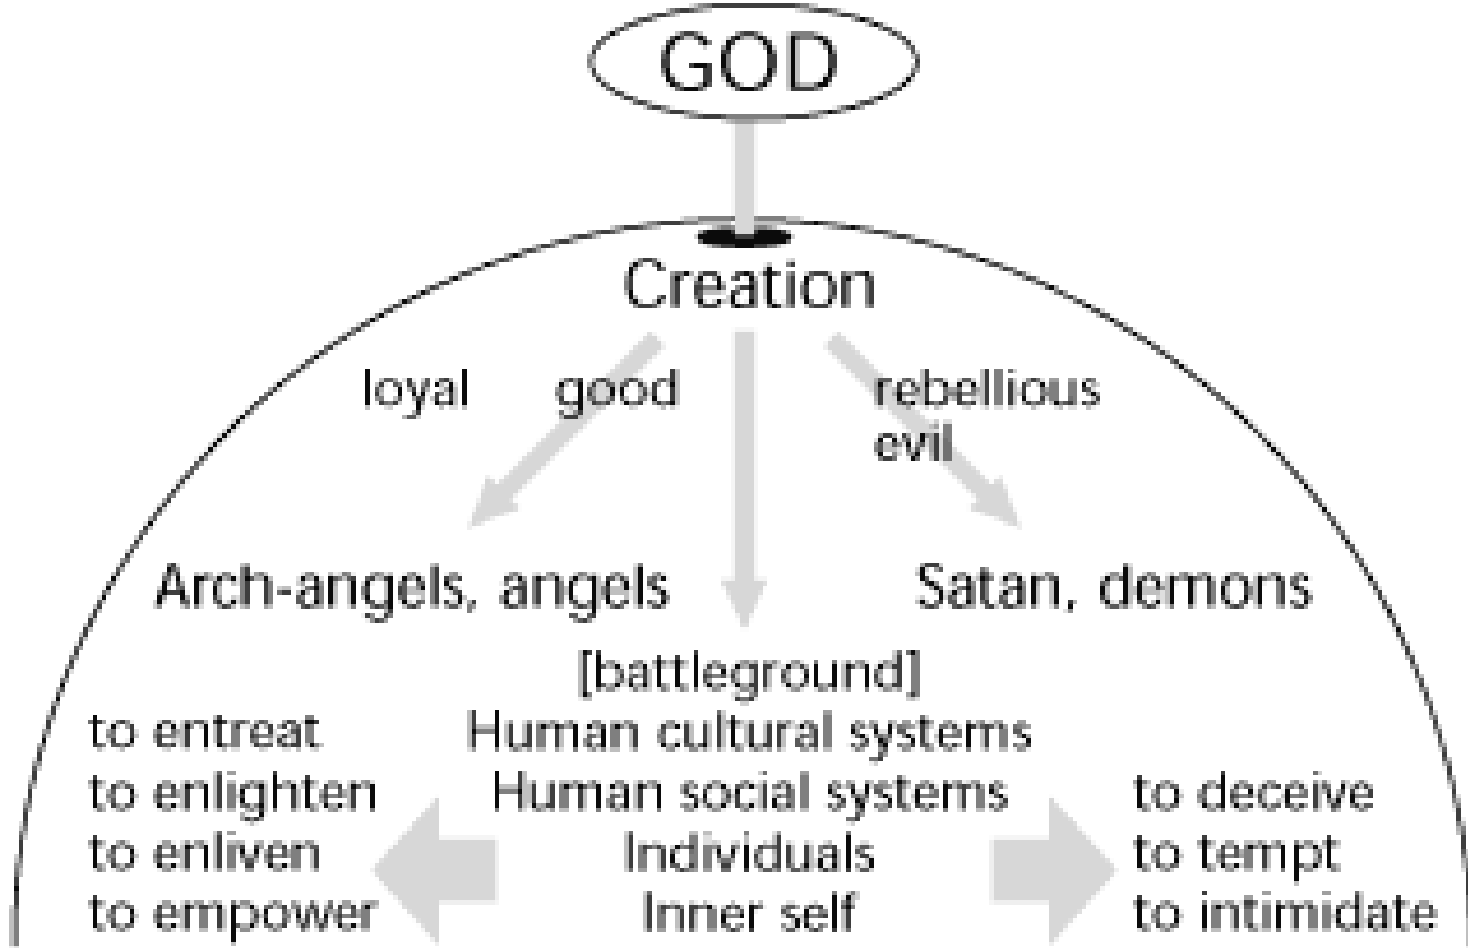 GOD
Creation
loyal good rebellious
evil
Arch-angels, angels Satan, demons
[battleground]
to entreat Human cultural systems
to enlighten Human social systems to deceive
to enliven Individuals to tempt
to empower Inner self to intimidate